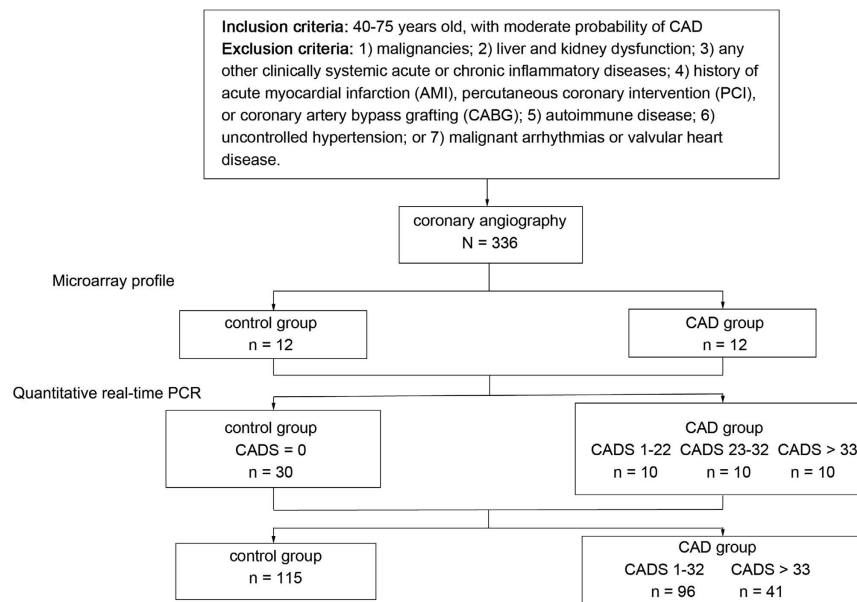 Inclusion criteria: 40-75 years old, with moderate probability of CAD
Exclusion criteria: 1) malignancies; 2) liver and kidney dysfunction; 3) any
other clinically systemic acute or chronic inflammatory diseases; 4) history of
acute myocardial infarction (AMI), percutaneous coronary intervention (PCI),
or coronary artery bypass grafting (CABG); 5) autoimmune disease; 6)
uncontrolled hypertension; or 7) malignant arrhythmias or valvular heart
disease.
coronary angiography
N = 336
Microarray profile
control group
n = 12
CAD group
n = 12
Quantitative real-time PCR
control group
CADS = 0
n = 30
CAD group
CADS 1-22 CADS 23-32 CADS > 33
n = 10 n = 10 n = 10
control group
n = 115
CAD group
CADS 1-32 CADS > 33
n = 96 n = 41